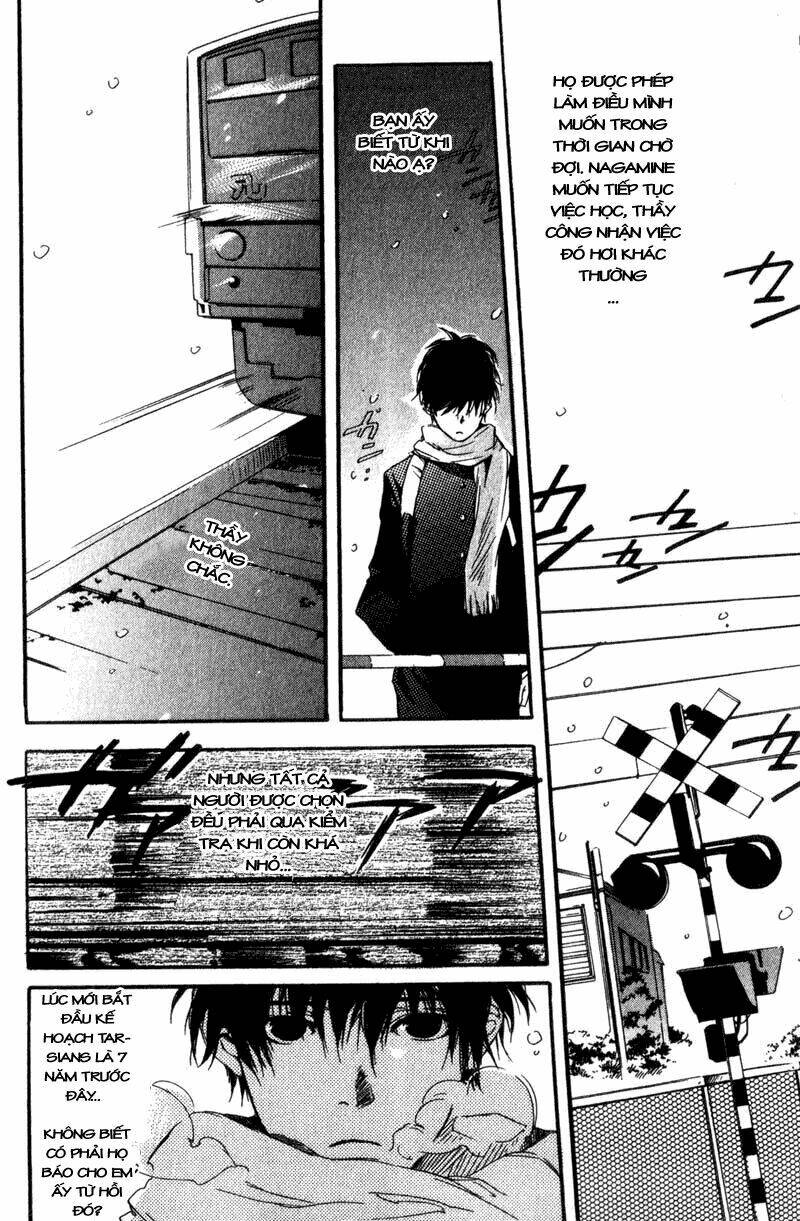 HỌ ĐƯỢC PHÉP
LÀM ĐIỀU MÌNH
MUỐN TRONG
THỜI GIAN CHỜ
ĐỢI. NAGAMINE
MUỐN TIẾP TỤC
VIỆC HỌC, THẦY
CÔNG NHẬN VIỆC
ĐÓ HƠI KHÁC
THƯỜNG
...
BẠN ẤY
BIẾT TỪ KHI
NÀO Ạ?
THẦY
KHÔNG
CHẮC.
NHƯNG TẤT CẢ
NGƯỜI ĐƯỢC CHỌN
ĐỀU PHẢI QUA KIỂM
TRA KHI CÒN KHÁ
NHỎ...
LÚC MỚI BẮT
ĐẦU KẾ
HOẠCH TAR-
SIANG LÀ 7
NĂM TRƯỚC
ĐÂY..
KHÔNG BIẾT
CÓ PHẢI HỌ
BÁO CHO EM
ẤY TỪ HỒI
ĐÓ?